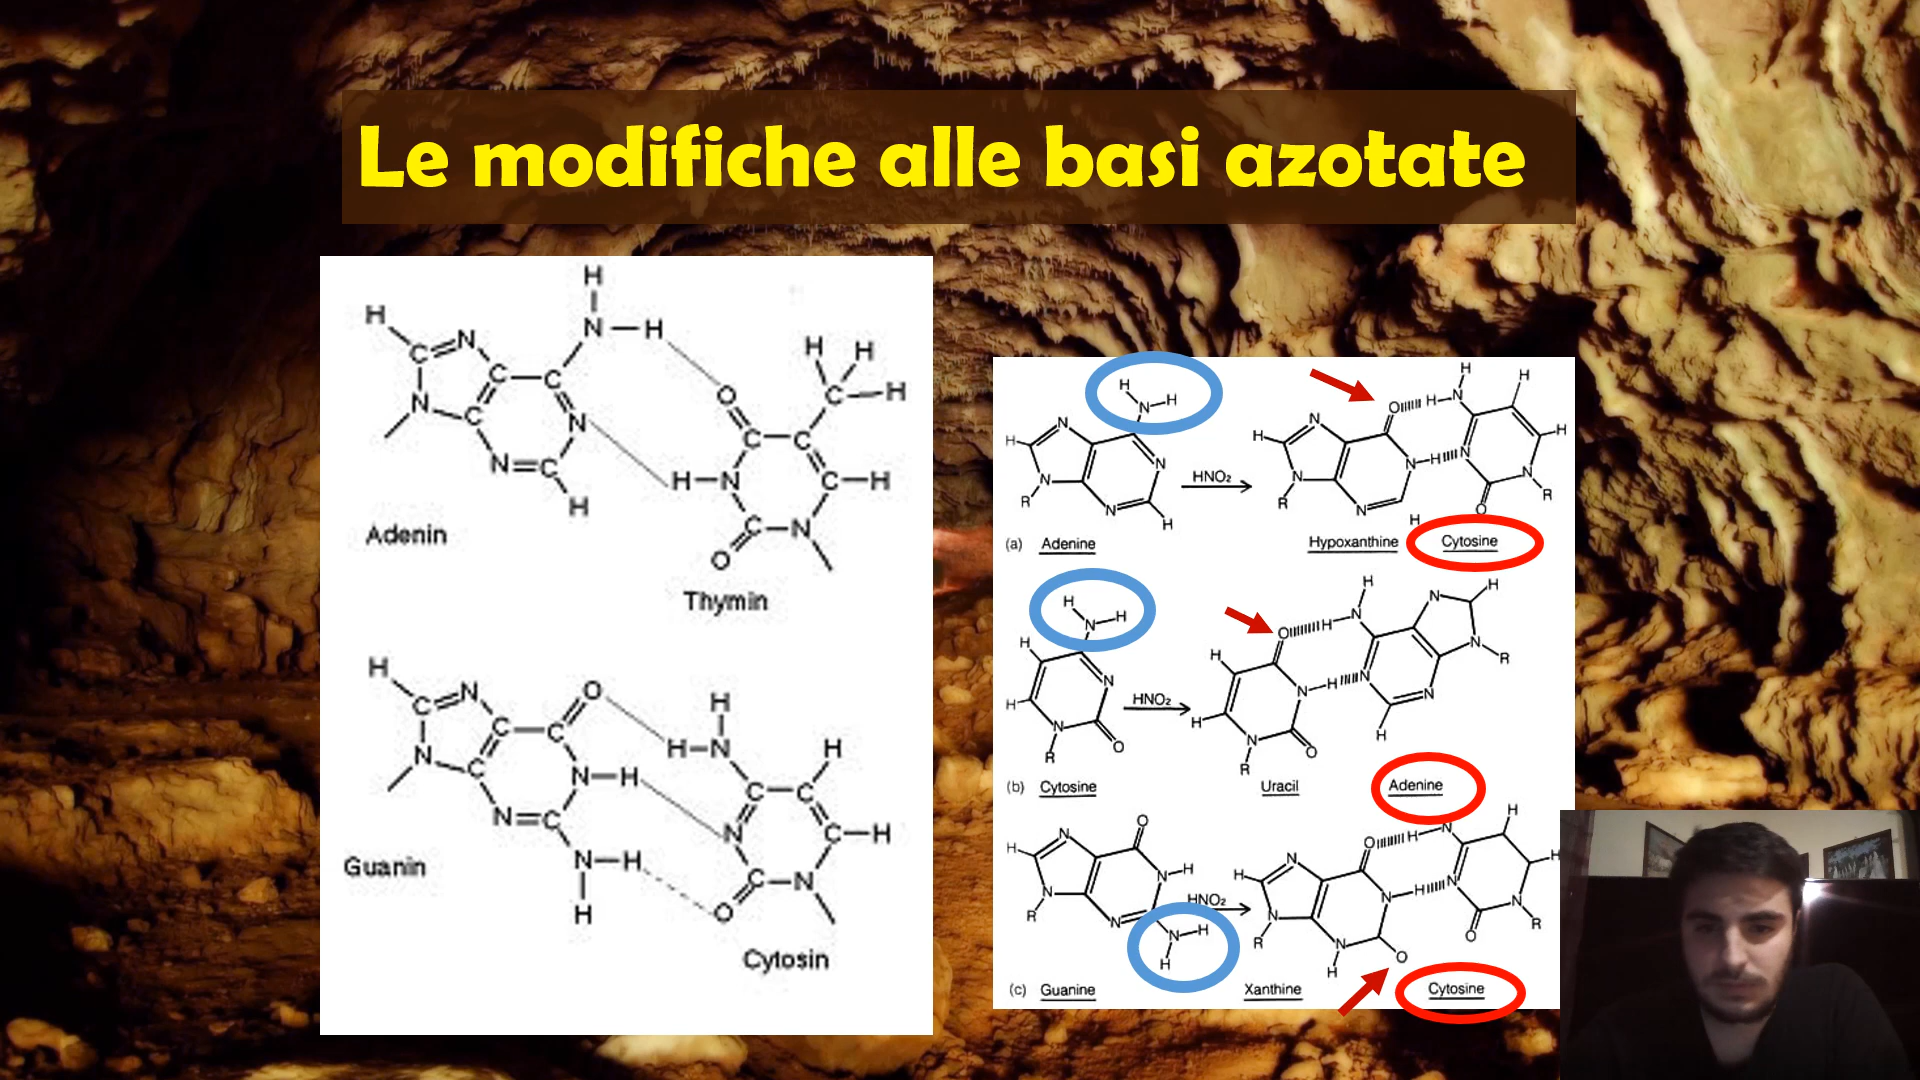 Le modifiche alle basi azotate
Adenin
Thymin
Guanin
Cytosin
HNO₂
(a) Adenine
Hypoxanthine
Cytosine
HNO₂
(b) Cytosine
Uracil
Adenine
HNO₂
(c) Guanine
Xanthine
Cytosine